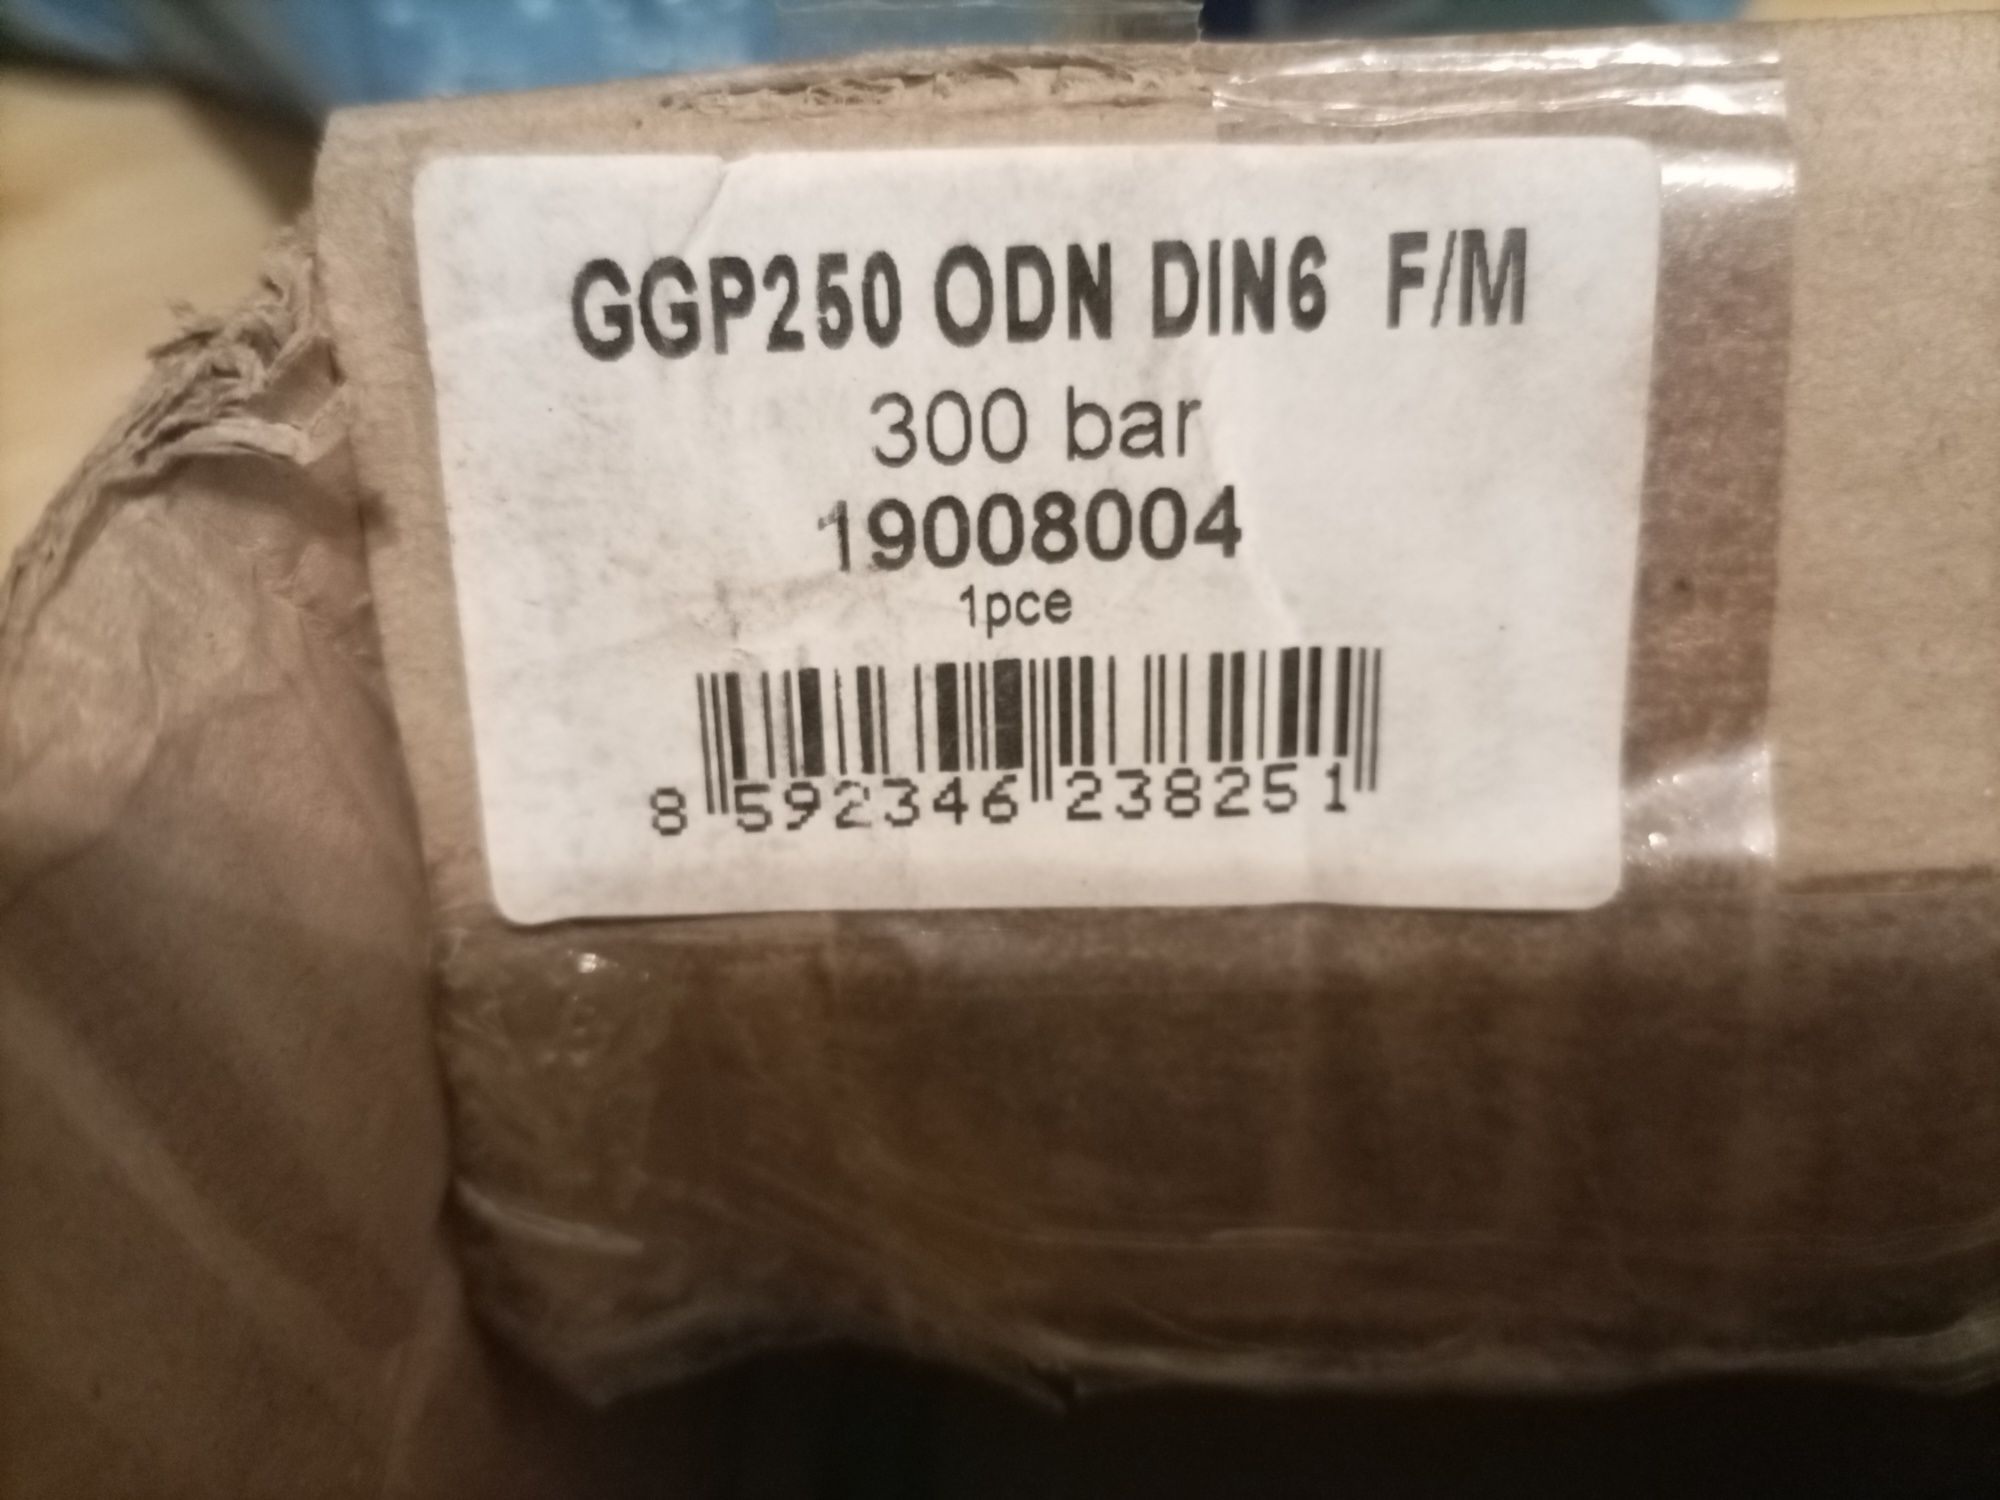 GGP250 ODN DIN6 F/M
300 bar
19008004
1pce
8 592346 238251